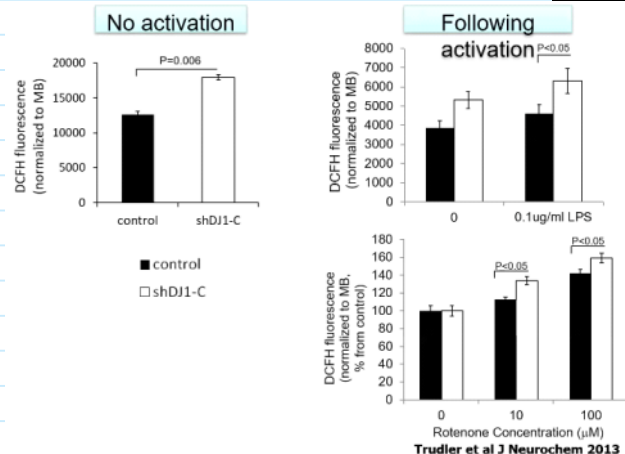 No activation
P=0.006
20000
15000
10000
5000
0
DCFH fluorescence
(normalized to MB)
control
shDJ1-C
control
shDJ1-C
Following
activation
P<0.05
8000
7000
6000
5000
4000
3000
2000
1000
0
DCFH fluorescence
(normalized to MB)
0
0.1ug/ml LPS
180
160
140
120
100
80
60
40
20
0
DCFH fluorescence
(normalized to MB,
% from control)
P<0.05
P<0.05
0
10
100
Rotenone Concentration (µM)
Trudler et al J Neurochem 2013